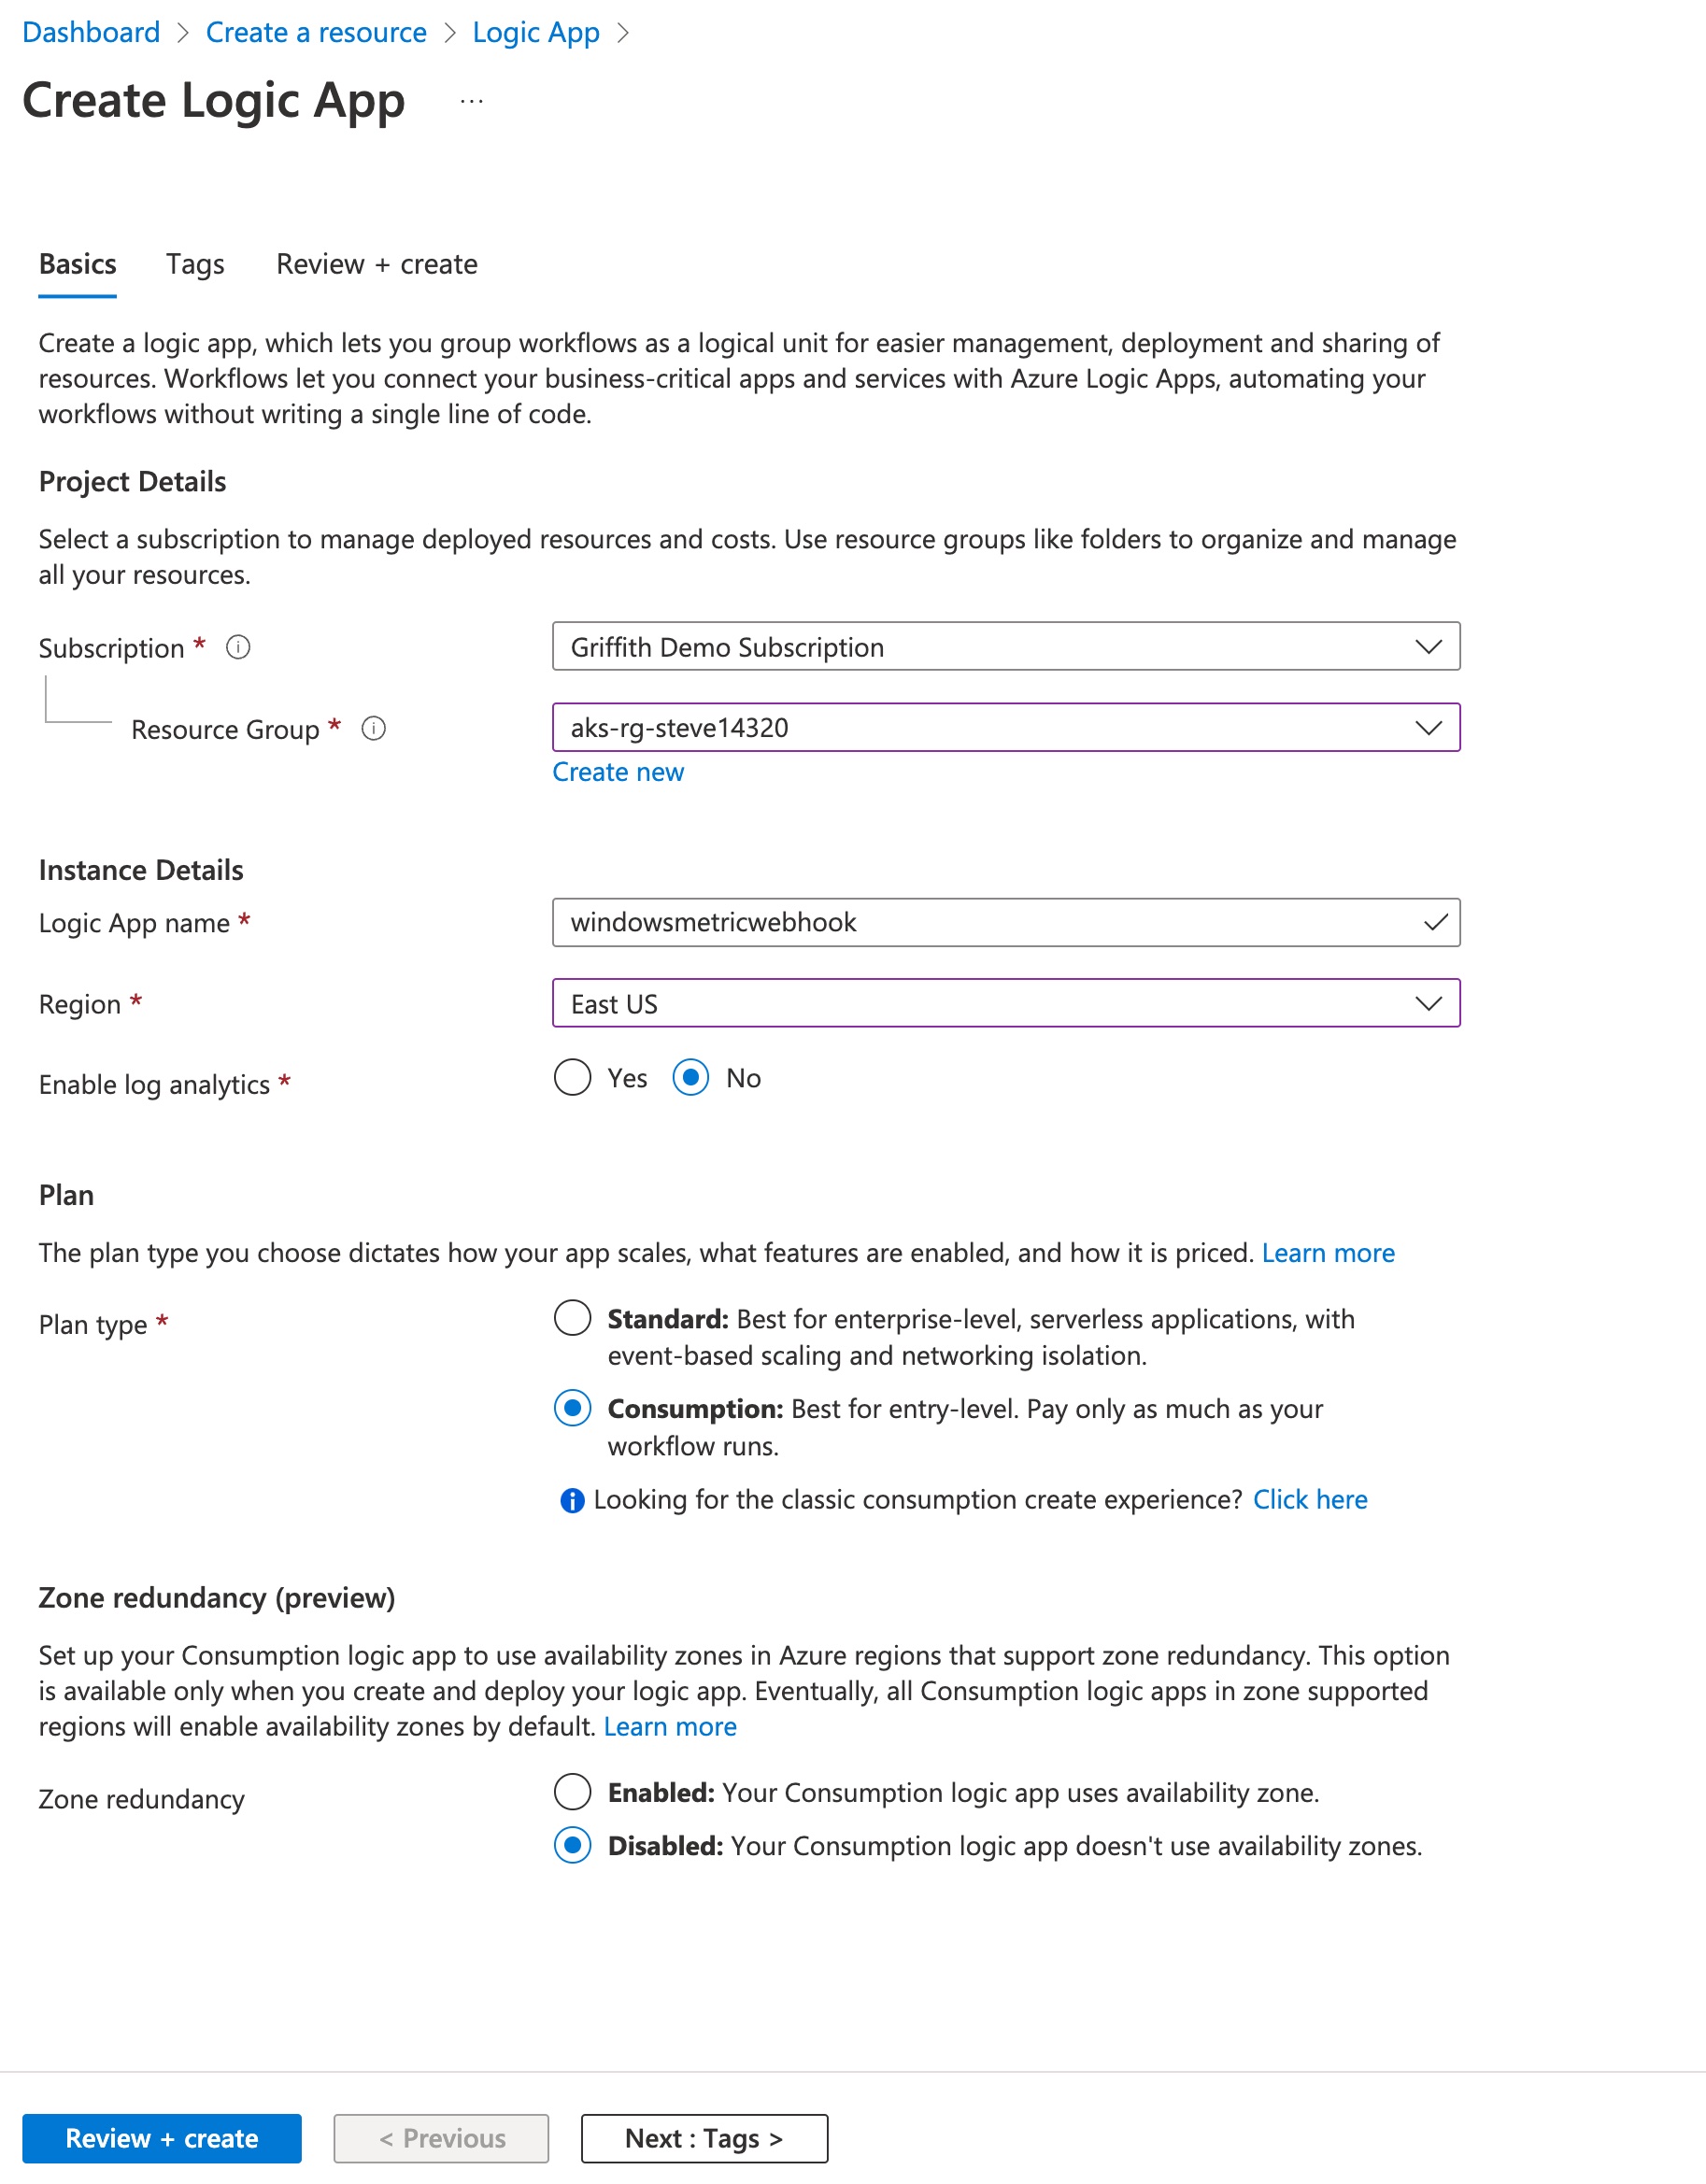 Dashboard > Create a resource > Logic App >
Create Logic App ...
Basics Tags Review + create
Create a logic app, which lets you group workflows as a logical unit for easier management, deployment and sharing of
resources. Workflows let you connect your business-critical apps and services with Azure Logic Apps, automating your
workflows without writing a single line of code.
Project Details
Select a subscription to manage deployed resources and costs. Use resource groups like folders to organize and manage
all your resources.
Subscription * Griffith Demo Subscription
Resource Group * aks-rg-steve14320
Create new
Instance Details
Logic App name * windowsmetricwebhook
Region * East US
Enable log analytics * Yes No
Plan
The plan type you choose dictates how your app scales, what features are enabled, and how it is priced. Learn more
Plan type * Standard: Best for enterprise-level, serverless applications, with
event-based scaling and networking isolation.
Consumption: Best for entry-level. Pay only as much as your
workflow runs.
Looking for the classic consumption create experience? Click here
Zone redundancy (preview)
Set up your Consumption logic app to use availability zones in Azure regions that support zone redundancy. This option
is available only when you create and deploy your logic app. Eventually, all Consumption logic apps in zone supported
regions will enable availability zones by default. Learn more
Zone redundancy Enabled: Your Consumption logic app uses availability zone.
Disabled: Your Consumption logic app doesn't use availability zones.
Review + create < Previous Next : Tags >